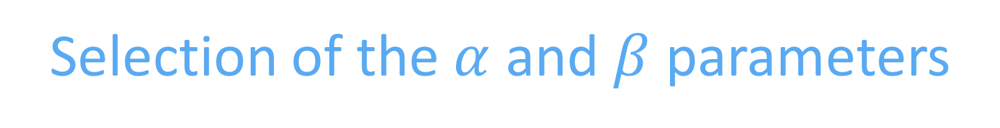 Selection of the 𝛼 and 𝛽 parameters